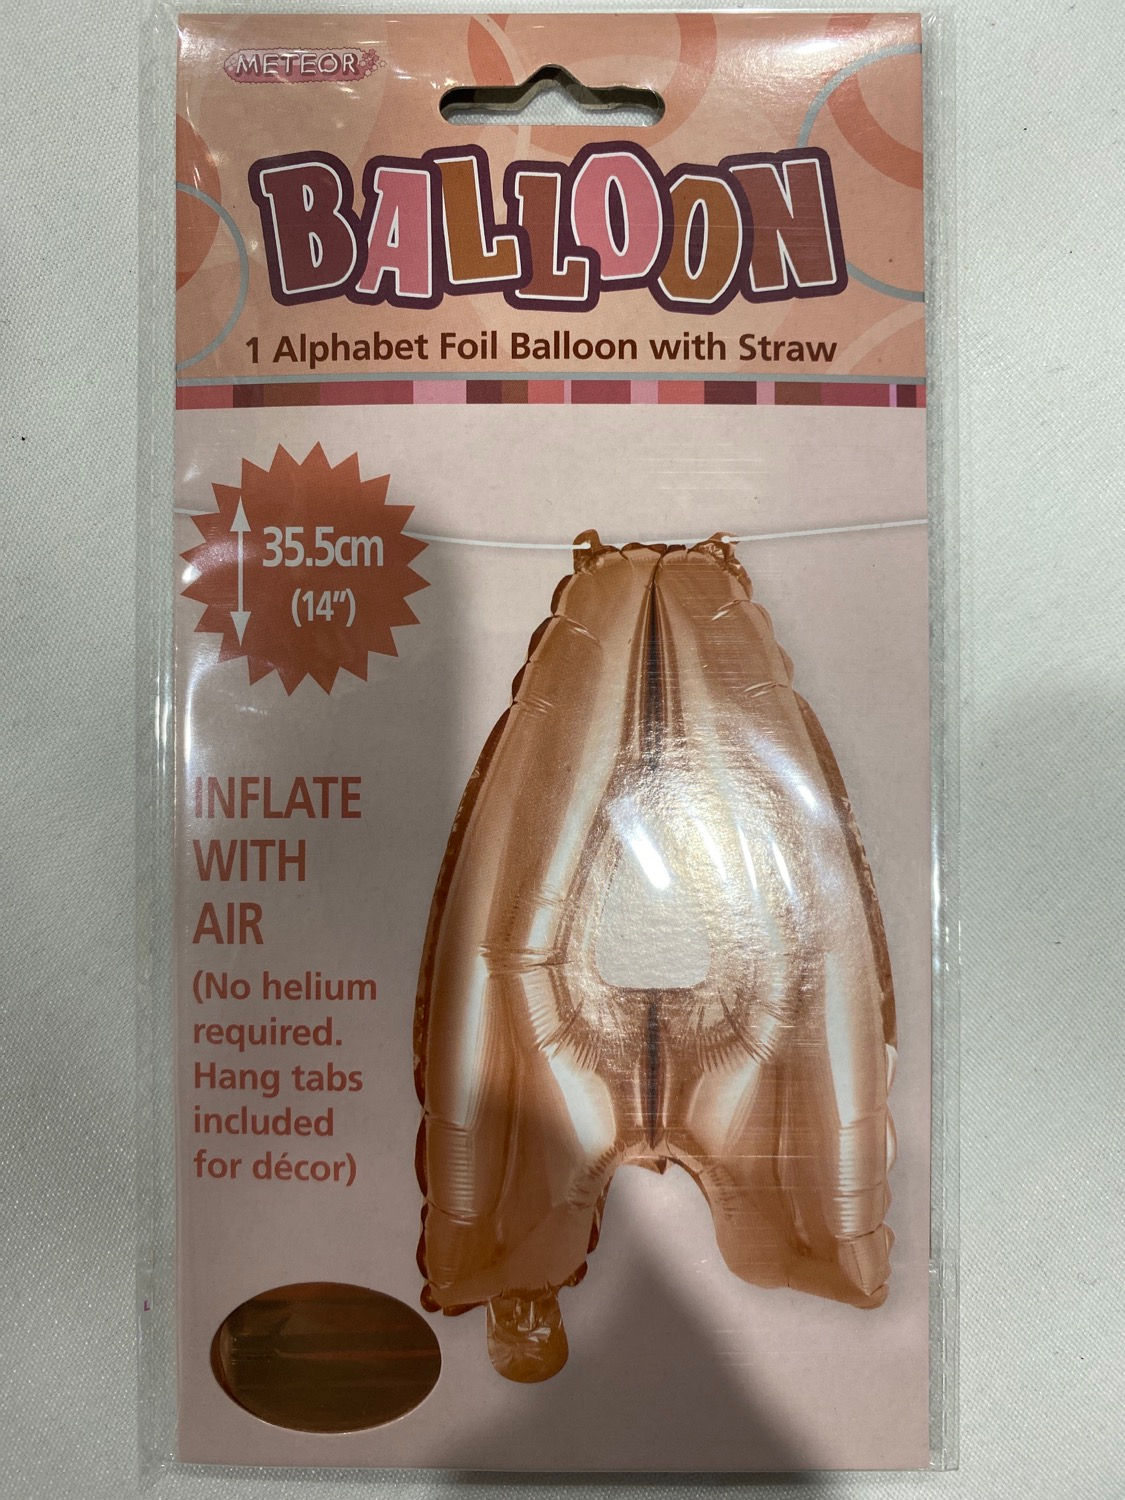 METEOR
BALLOON
1 Alphabet Foil Balloon with Straw
35.5cm
(14")
INFLATE
WITH
AIR
(No helium
required.
Hang tabs
included
for décor)